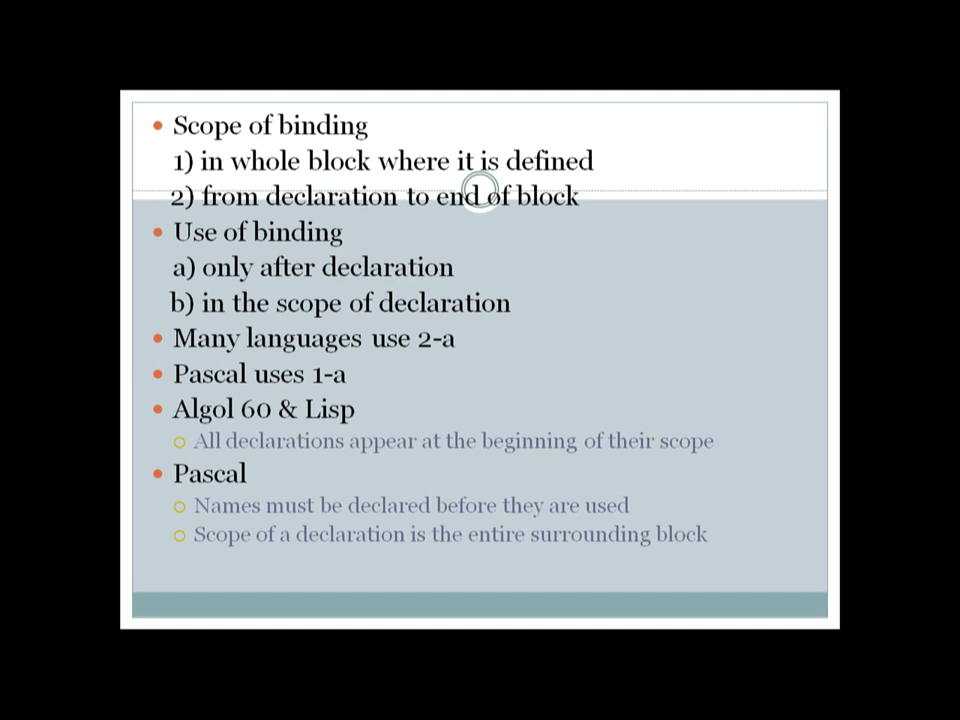 Scope of binding
1) in whole block where it is defined
2) from declaration to end of block
Use of binding
a) only after declaration
b) in the scope of declaration
Many languages use 2-a
Pascal uses 1-a
Algol 60 & Lisp
All declarations appear at the beginning of their scope
Pascal
Names must be declared before they are used
Scope of a declaration is the entire surrounding block